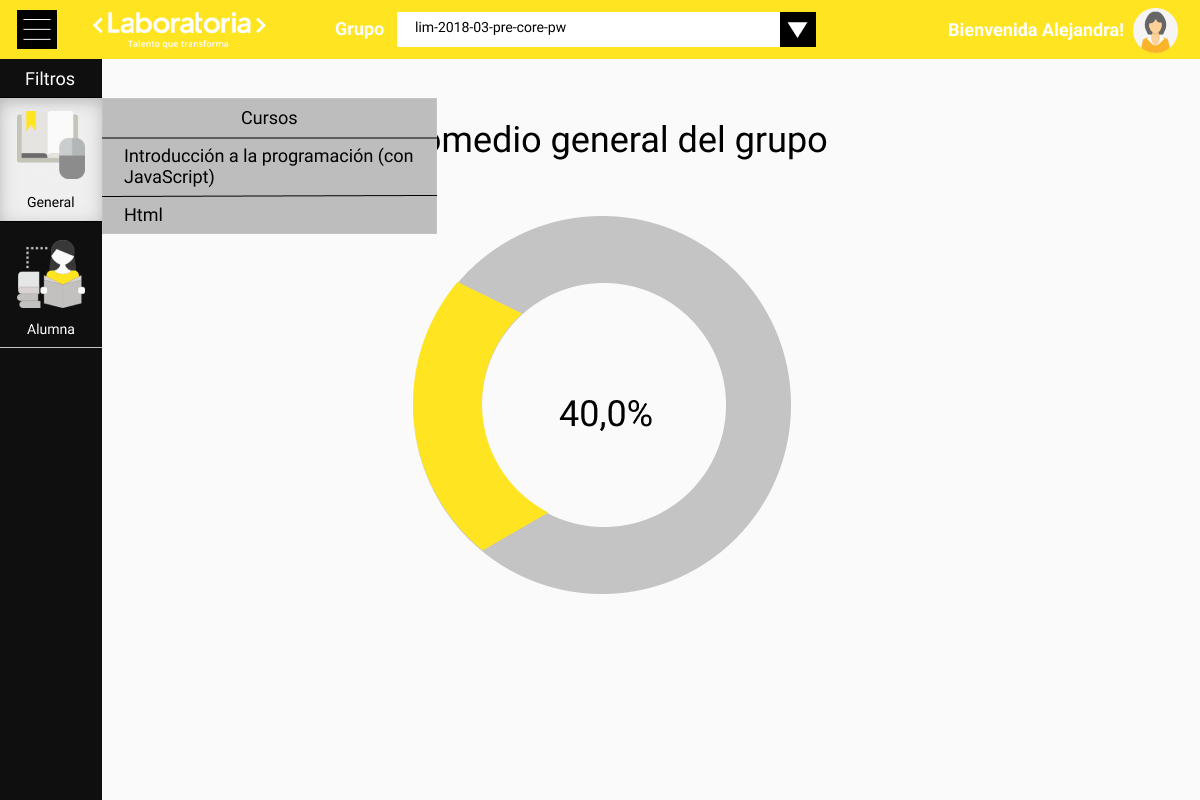 <Laboratoria>
Talento que transforma
Grupo
lim-2018-03-pre-core-pw
Bienvenida Alejandra!
Filtros
General
Alumna
Cursos
Introducción a la programación (con
JavaScript)
Html
omedio general del grupo
40,0%